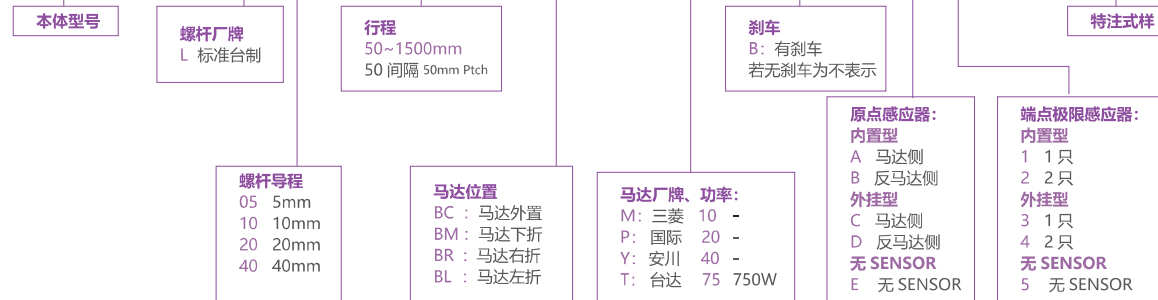 本体型号
螺杆厂牌
L 标准台制
行程
50~1500mm
50 间隔 50mm Ptch
刹车
B：有刹车
若无刹车为不表示
特注式样
螺杆导程
05 5mm
10 10mm
20 20mm
40 40mm
马达位置
BC ：马达外置
BM ：马达下折
BR ：马达右折
BL ：马达左折
马达厂牌、功率：
M：三菱 10 -
P：国际 20 -
Y：安川 40 -
T：台达 75 750W
原点感应器：
内置型
A 马达侧
B 反马达侧
外挂型
C 马达侧
D 反马达侧
无 SENSOR
E 无 SENSOR
端点极限感应器：
内置型
1 1 只
2 2 只
外挂型
3 1 只
4 2 只
无 SENSOR
5 无 SENSOR